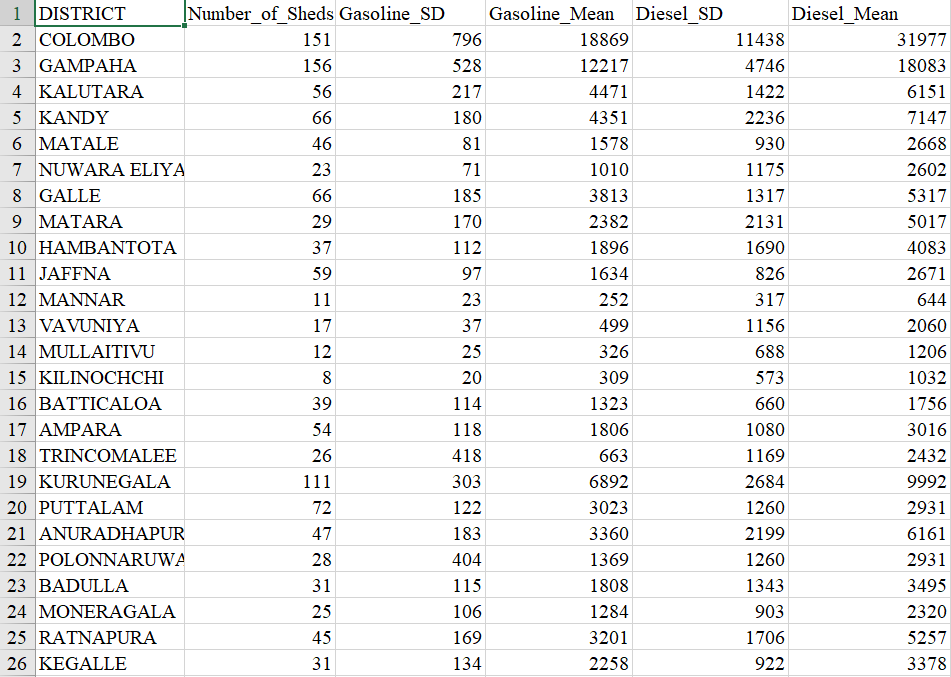 1 DISTRICT Number_of_Sheds Gasoline_SD Gasoline_Mean Diesel_SD Diesel_Mean
2 COLOMBO 151 796 18869 11438 31977
3 GAMPAHA 156 528 12217 4746 18083
4 KALUTARA 56 217 4471 1422 6151
5 KANDY 66 180 4351 2236 7147
6 MATALE 46 81 1578 930 2668
7 NUWARA ELIYA 23 71 1010 1175 2602
8 GALLE 66 185 3813 1317 5317
9 MATARA 29 170 2382 2131 5017
10 HAMBANTOTA 37 112 1896 1690 4083
11 JAFFNA 59 97 1634 826 2671
12 MANNAR 11 23 252 317 644
13 VAVUNIYA 17 37 499 1156 2060
14 MULLAITIVU 12 25 326 688 1206
15 KILINOCHCHI 8 20 309 573 1032
16 BATTICALOA 39 114 1323 660 1756
17 AMPARA 54 118 1806 1080 3016
18 TRINCOMALEE 26 418 663 1169 2432
19 KURUNEGALA 111 303 6892 2684 9992
20 PUTTALAM 72 122 3023 1260 2931
21 ANURADHAPUR 47 183 3360 2199 6161
22 POLONNARUWA 28 404 1369 1260 2931
23 BADULLA 31 115 1808 1343 3495
24 MONERAGALA 25 106 1284 903 2320
25 RATNAPURA 45 169 3201 1706 5257
26 KEGALLE 31 134 2258 922 3378